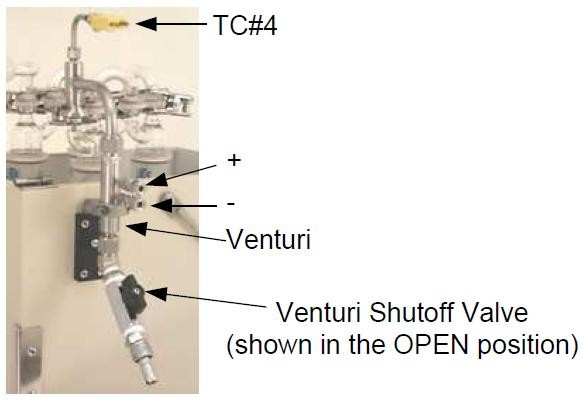 TC#4
+
-
Venturi
Venturi Shutoff Valve
(shown in the OPEN position)